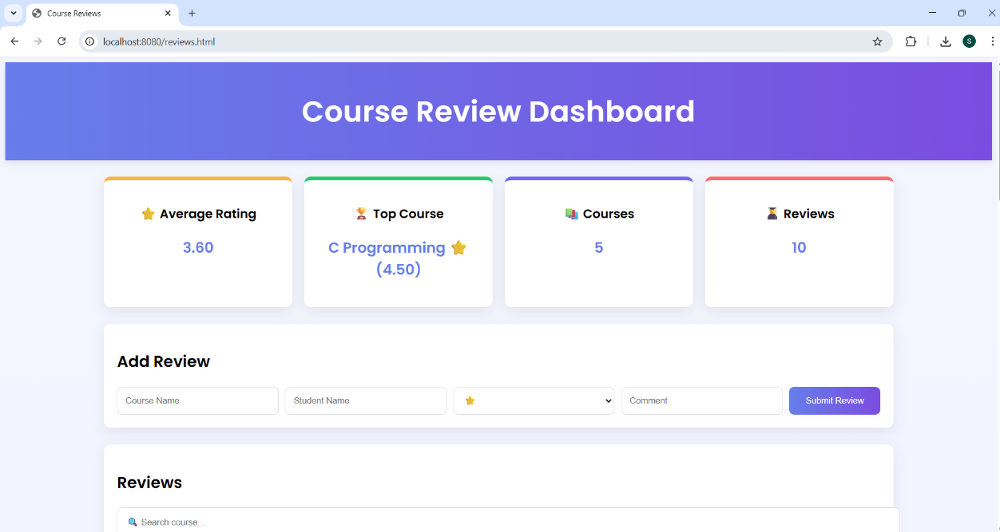 Course Reviews
localhost:8080/reviews.html
S
Course Review Dashboard
⭐ Average Rating
3.60
🏆 Top Course
C Programming ⭐
(4.50)
📚 Courses
5
👨‍🎓 Reviews
10
Add Review
Course Name
Student Name
⭐
Comment
Submit Review
Reviews
🔍 Search course...